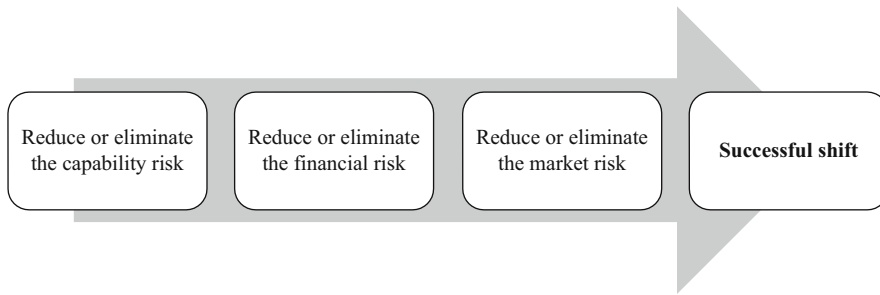 Reduce or eliminate
the capability risk
Reduce or eliminate
the financial risk
Reduce or eliminate
the market risk
Successful shift